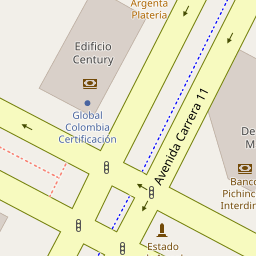 Argenta
Platería
Edificio
Century
Global
Colombia
Certificación
Avenida Carrera 11
De
M
Banco
Pichinc
Interdin
Estado